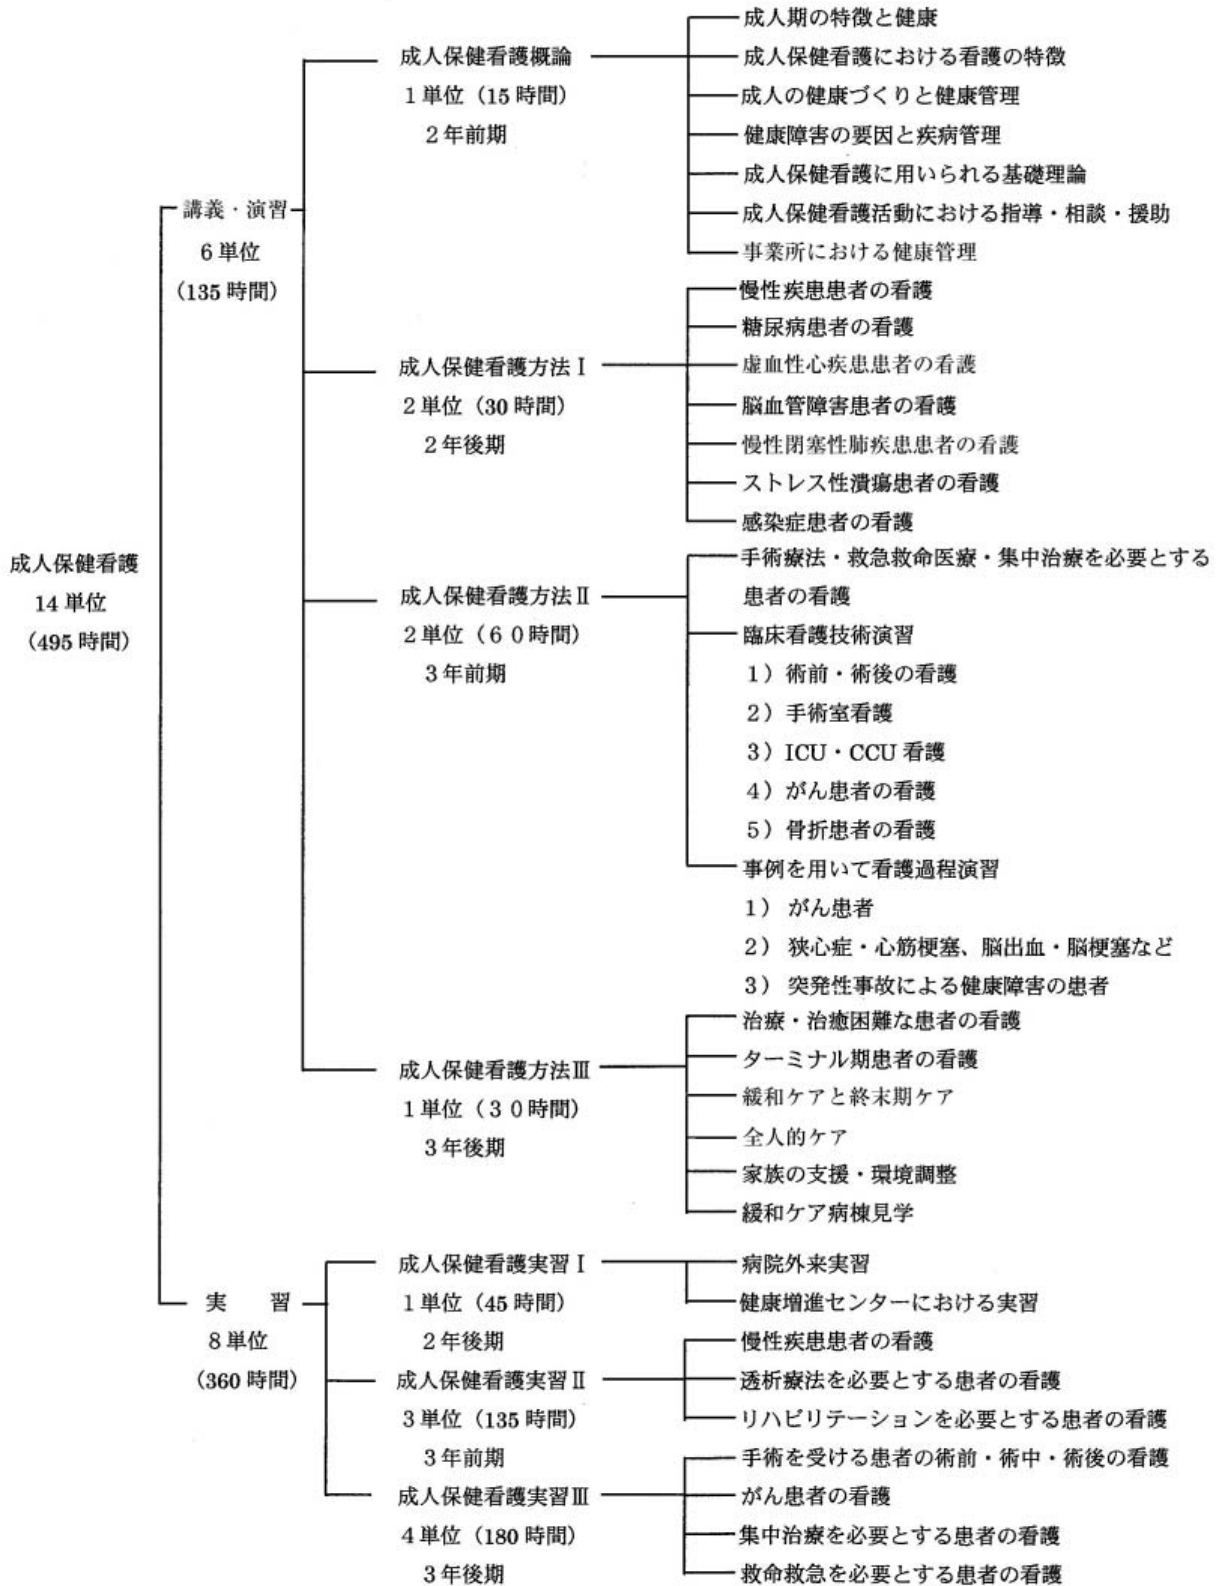 成人保健看護
14単位
(495時間)
講義・演習
6単位
(135時間)
成人保健看護概論
1単位(15時間)
2年前期
成人期の特徴と健康
成人保健看護における看護の特徴
成人の健康づくりと健康管理
健康障害の要因と疾病管理
成人保健看護に用いられる基礎理論
成人保健看護活動における指導・相談・援助
事業所における健康管理
成人保健看護方法Ⅰ
2単位(30時間)
2年後期
慢性疾患患者の看護
糖尿病患者の看護
虚血性心疾患患者の看護
脳血管障害患者の看護
慢性閉塞性肺疾患患者の看護
ストレス性潰瘍患者の看護
感染症患者の看護
成人保健看護方法Ⅱ
2単位(60時間)
3年前期
手術療法・救急救命医療・集中治療を必要とする
患者の看護
臨床看護技術演習
1)術前・術後の看護
2)手術室看護
3)ICU・CCU看護
4)がん患者の看護
5)骨折患者の看護
事例を用いて看護過程演習
1) がん患者
2) 狭心症・心筋梗塞、脳出血・脳梗塞など
3) 突発性事故による健康障害の患者
成人保健看護方法Ⅲ
1単位(30時間)
3年後期
治療・治癒困難な患者の看護
ターミナル期患者の看護
緩和ケアと終末期ケア
全人的ケア
家族の支援・環境調整
緩和ケア病棟見学
実 習
8単位
(360時間)
成人保健看護実習Ⅰ
1単位(45時間)
2年後期
病院外来実習
健康増進センターにおける実習
成人保健看護実習Ⅱ
3単位(135時間)
3年前期
慢性疾患患者の看護
透析療法を必要とする患者の看護
リハビリテーションを必要とする患者の看護
成人保健看護実習Ⅲ
4単位(180時間)
3年後期
手術を受ける患者の術前・術中・術後の看護
がん患者の看護
集中治療を必要とする患者の看護
救命救急を必要とする患者の看護